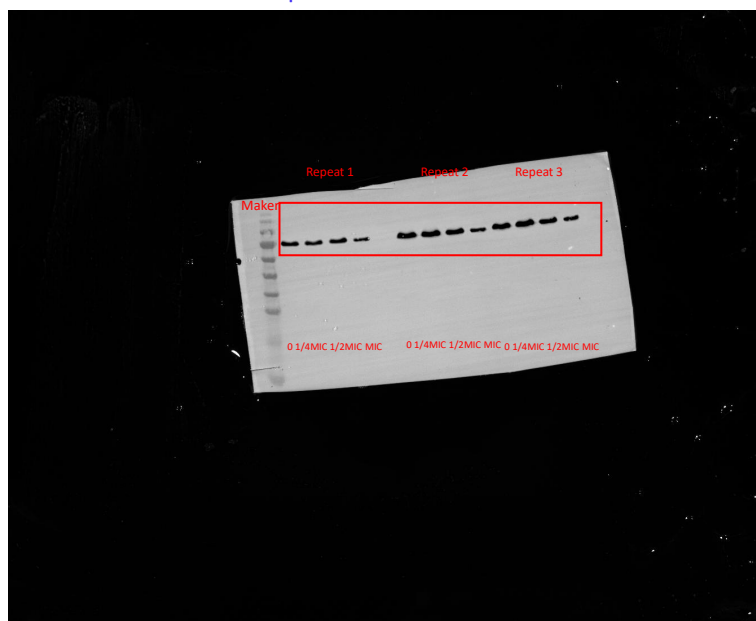 Repeat 1 Repeat 2 Repeat 3
Maker
0 1/4MIC 1/2MIC MIC 0 1/4MIC 1/2MIC MIC 0 1/4MIC 1/2MIC MIC